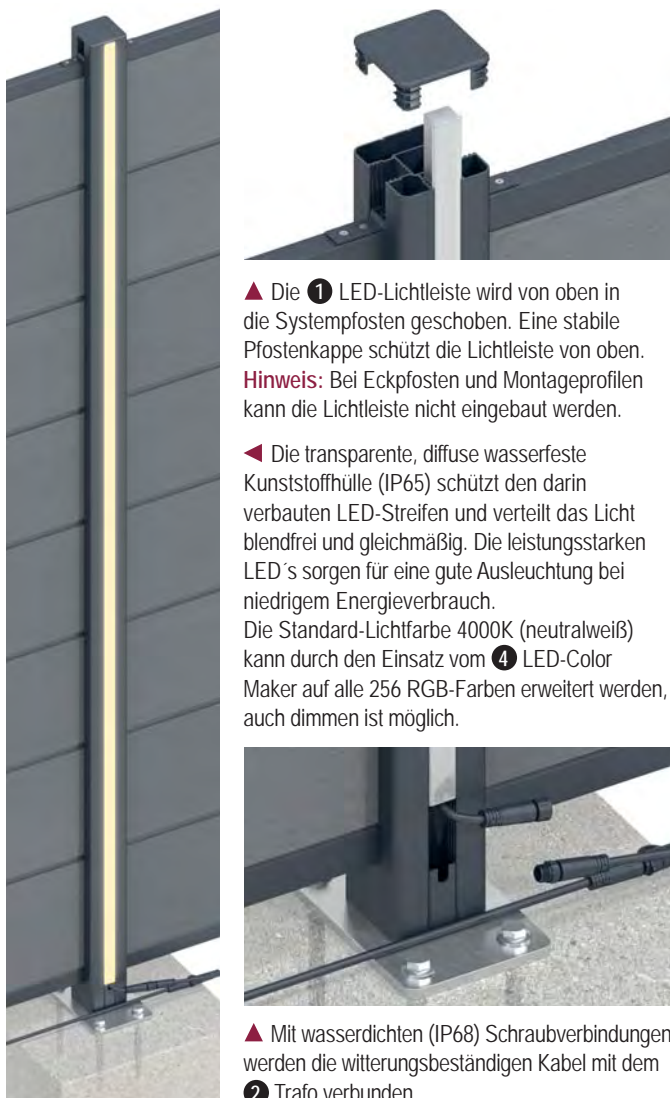 ▲ Die ❶ LED-Lichtleiste wird von oben in
die Systempfosten geschoben. Eine stabile
Pfostenkappe schützt die Lichtleiste von oben.
Hinweis: Bei Eckpfosten und Montageprofilen
kann die Lichtleiste nicht eingebaut werden.
◀ Die transparente, diffuse wasserfeste
Kunststoffhülle (IP65) schützt den darin
verbauten LED-Streifen und verteilt das Licht
blendfrei und gleichmäßig. Die leistungsstarken
LED´s sorgen für eine gute Ausleuchtung bei
niedrigem Energieverbrauch.
Die Standard-Lichtfarbe 4000K (neutralweiß)
kann durch den Einsatz vom ❹ LED-Color
Maker auf alle 256 RGB-Farben erweitert werden,
auch dimmen ist möglich.
▲ Mit wasserdichten (IP68) Schraubverbindungen
werden die witterungsbeständigen Kabel mit dem
❷ Trafo verbunden